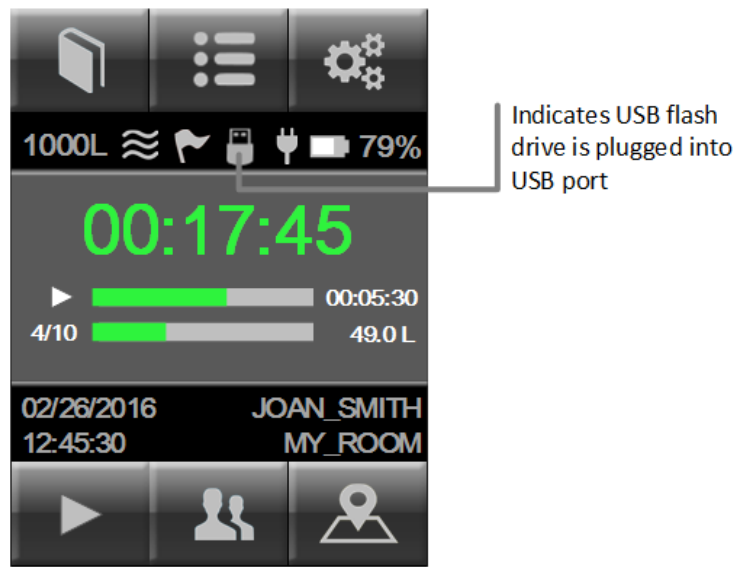 1000L 79%
Indicates USB flash
drive is plugged into
USB port
00:17:45
00:05:30
4/10 49.0 L
02/26/2016 JOAN_SMITH
12:45:30 MY_ROOM